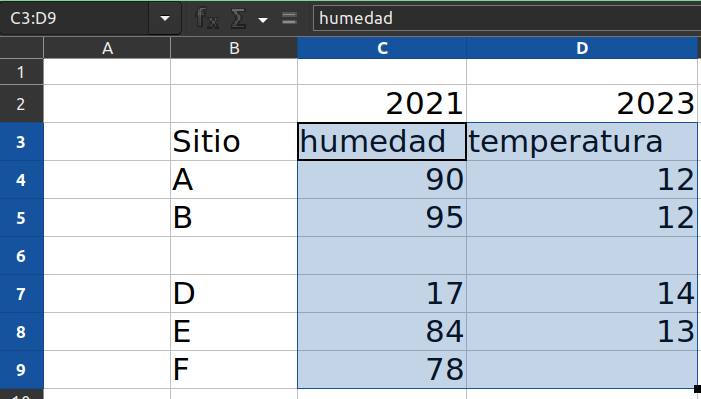 C3:D9 fx Σ = humedad
A B C D
1
2 2021 2023
3 Sitio humedad temperatura
4 A 90 12
5 B 95 12
6
7 D 17 14
8 E 84 13
9 F 78
10